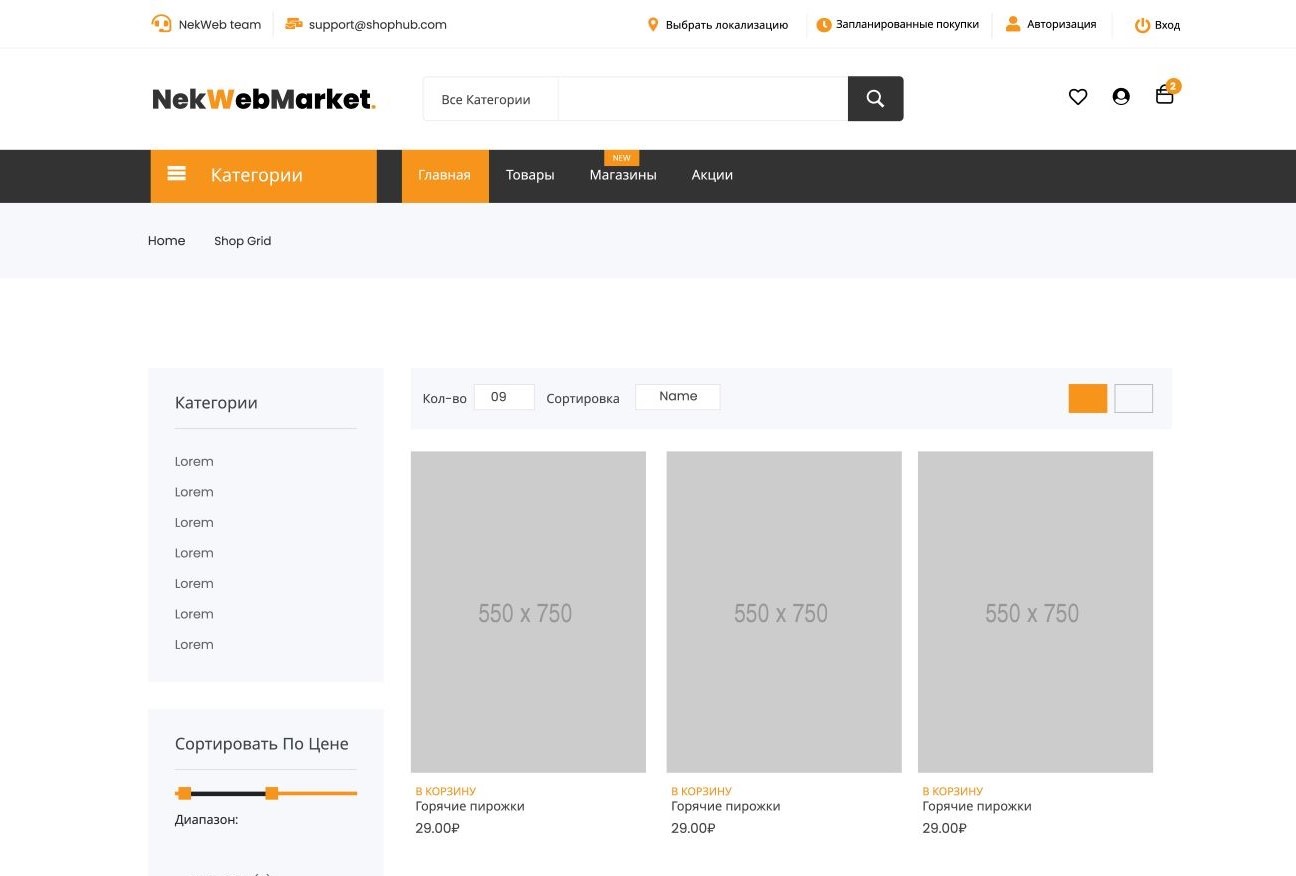 NekWeb team
support@shophub.com
Выбрать локализацию
Запланированные покупки
Авторизация
Вход
NekWebMarket.
Все Категории
2
Категории
Главная
Товары
NEW
Магазины
Акции
Home
Shop Grid
Категории
Lorem
Lorem
Lorem
Lorem
Lorem
Lorem
Lorem
Сортировать По Цене
Диапазон:
Кол-во
09
Сортировка
Name
550 x 750
550 x 750
550 x 750
В КОРЗИНУ
Горячие пирожки
29.00₽
В КОРЗИНУ
Горячие пирожки
29.00₽
В КОРЗИНУ
Горячие пирожки
29.00₽